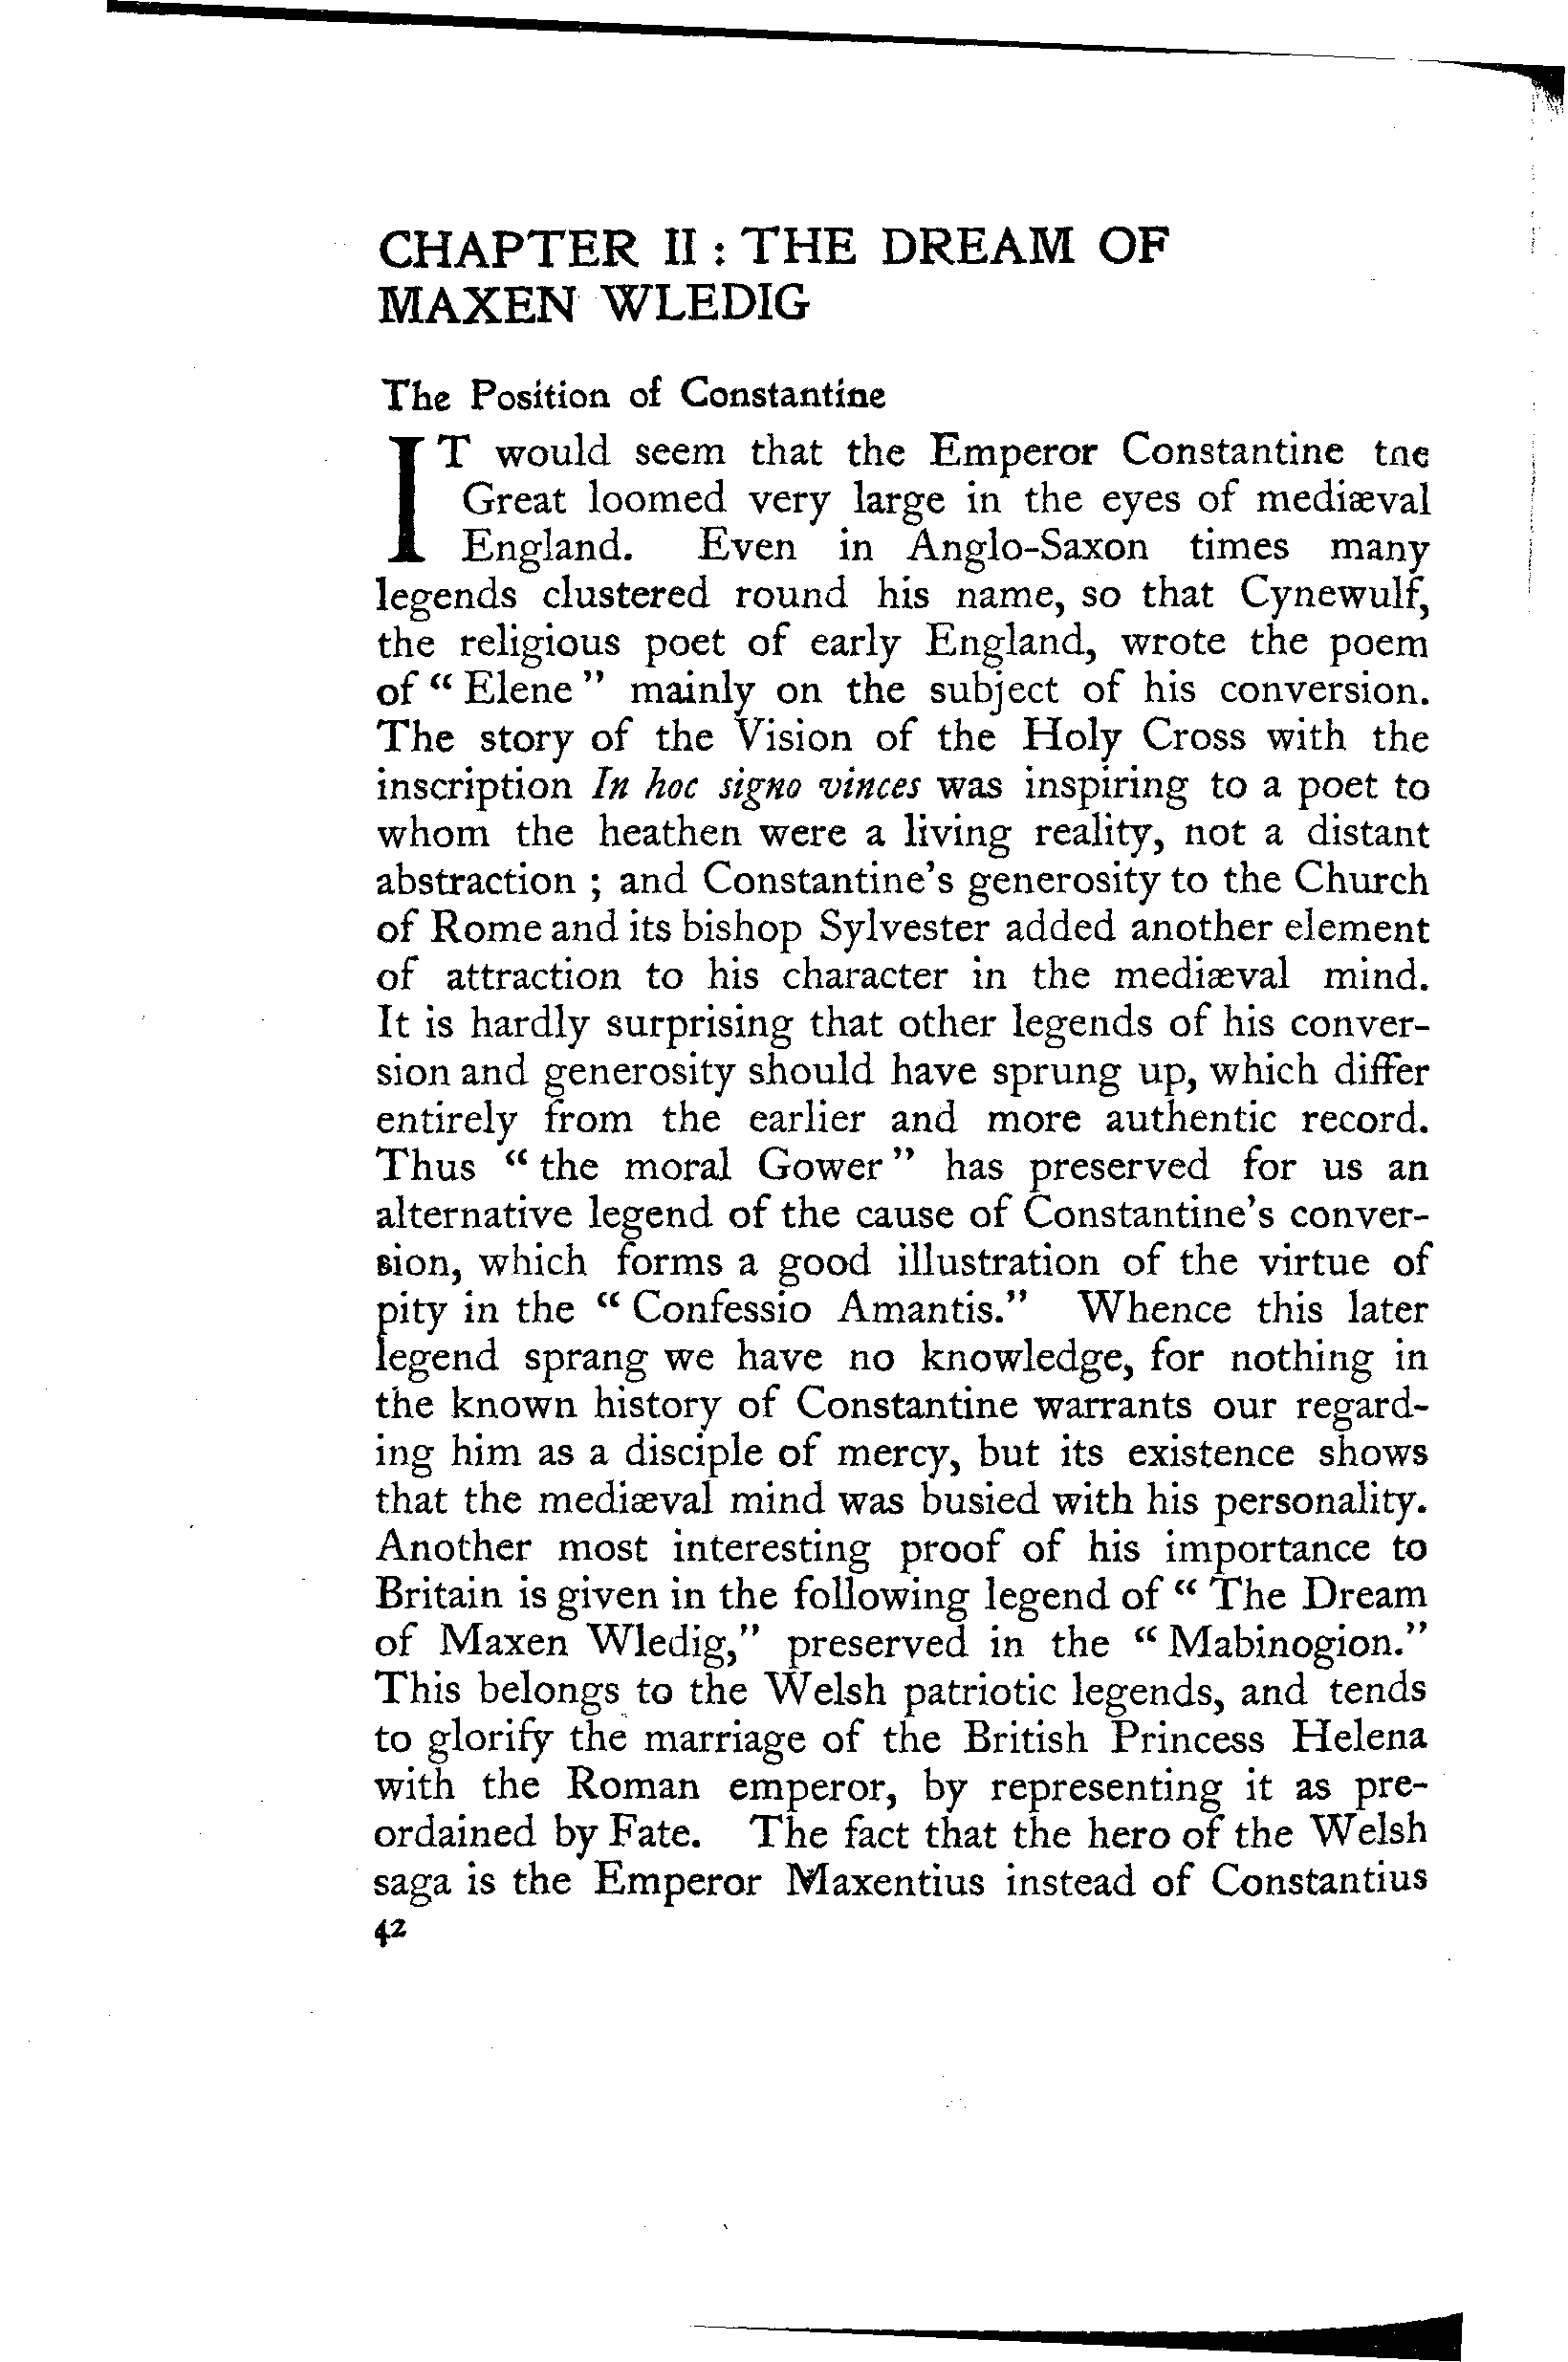 CHAPTER II : THE DREAM OF
MAXEN WLEDIG
The Position of Constantine
IT would seem that the Emperor Constantine the
Great loomed very large in the eyes of mediæval
England. Even in Anglo-Saxon times many
legends clustered round his name, so that Cynewulf,
the religious poet of early England, wrote the poem
of “Elene” mainly on the subject of his conversion.
The story of the Vision of the Holy Cross with the
inscription In hoc signo vinces was inspiring to a poet to
whom the heathen were a living reality, not a distant
abstraction ; and Constantine's generosity to the Church
of Rome and its bishop Sylvester added another element
of attraction to his character in the mediæval mind.
It is hardly surprising that other legends of his conver-
sion and generosity should have sprung up, which differ
entirely from the earlier and more authentic record.
Thus “the moral Gower” has preserved for us an
alternative legend of the cause of Constantine's conver-
sion, which forms a good illustration of the virtue of
pity in the “Confessio Amantis.” Whence this later
legend sprang we have no knowledge, for nothing in
the known history of Constantine warrants our regard-
ing him as a disciple of mercy, but its existence shows
that the mediæval mind was busied with his personality.
Another most interesting proof of his importance to
Britain is given in the following legend of “The Dream
of Maxen Wledig,” preserved in the “Mabinogion.”
This belongs to the Welsh patriotic legends, and tends
to glorify the marriage of the British Princess Helena
with the Roman emperor, by representing it as pre-
ordained by Fate. The fact that the hero of the Welsh
saga is the Emperor Maxentius instead of Constantius
42